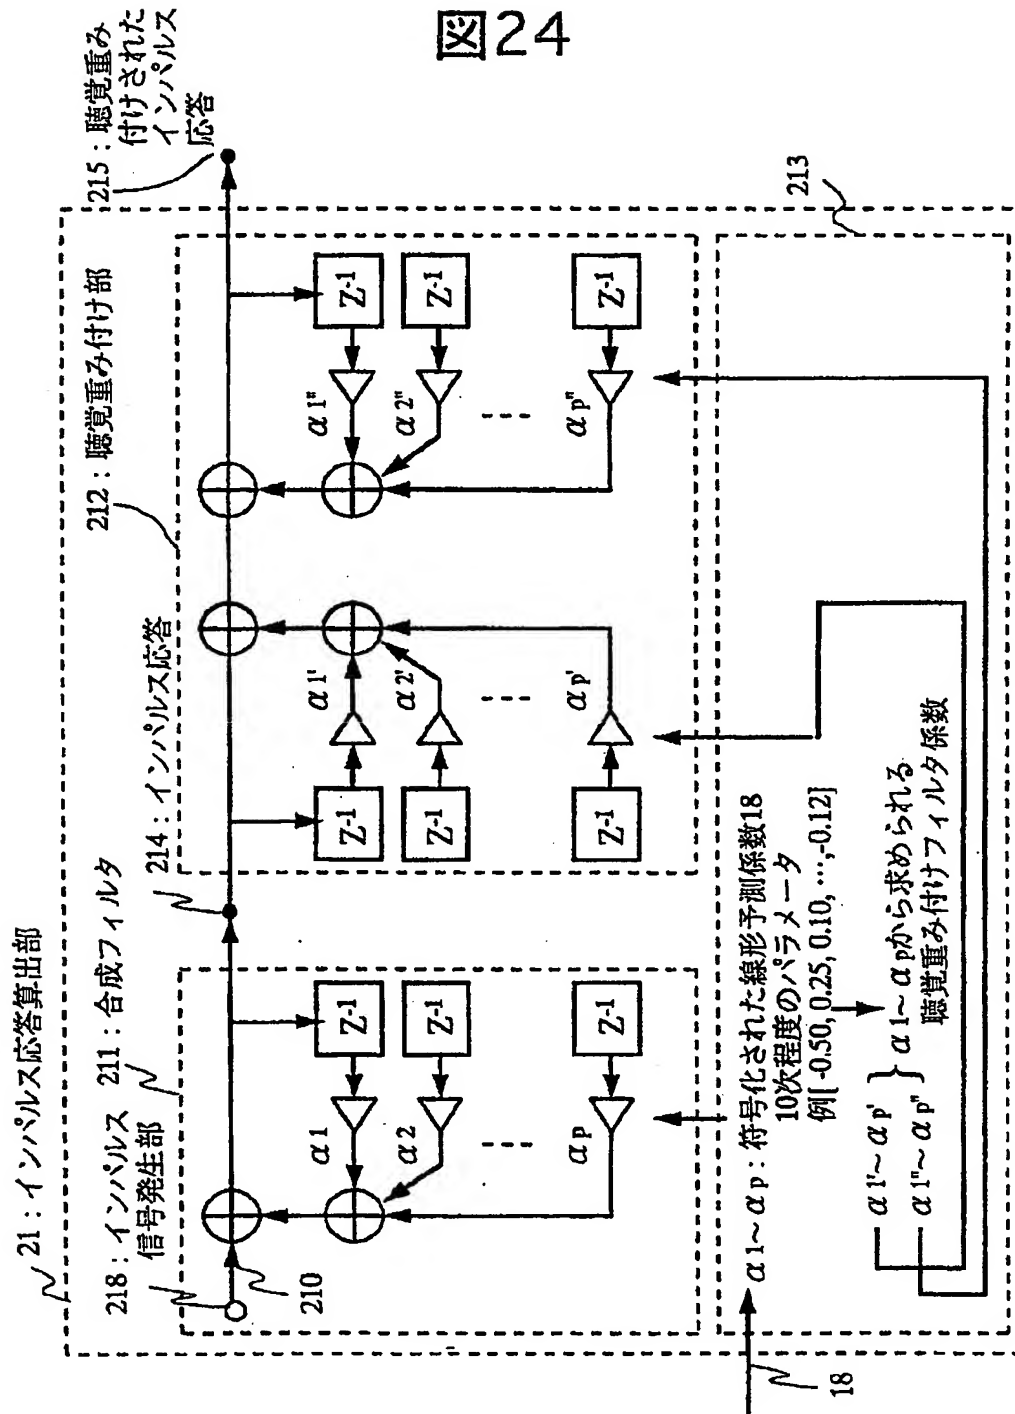 図24
21：インパルス応答算出部
218：インパルス
信号発生部
211：合成フィルタ
214：インパルス応答
212：聴覚重み付け部
215：聴覚重み
付けされた
インパルス
応答
210
α1
α2
αp
Z-1
Z-1
Z-1
Z-1
Z-1
Z-1
α1'
α2'
αp'
α1"
α2"
αp"
Z-1
Z-1
Z-1
213
18
α1～αp：符号化された線形予測係数18
10次程度のパラメータ
例[-0.50, 0.25, 0.10, …,-0.12]
α1'～αp'
α1"～αp"
α1～αpから求められる
聴覚重み付けフィルタ係数